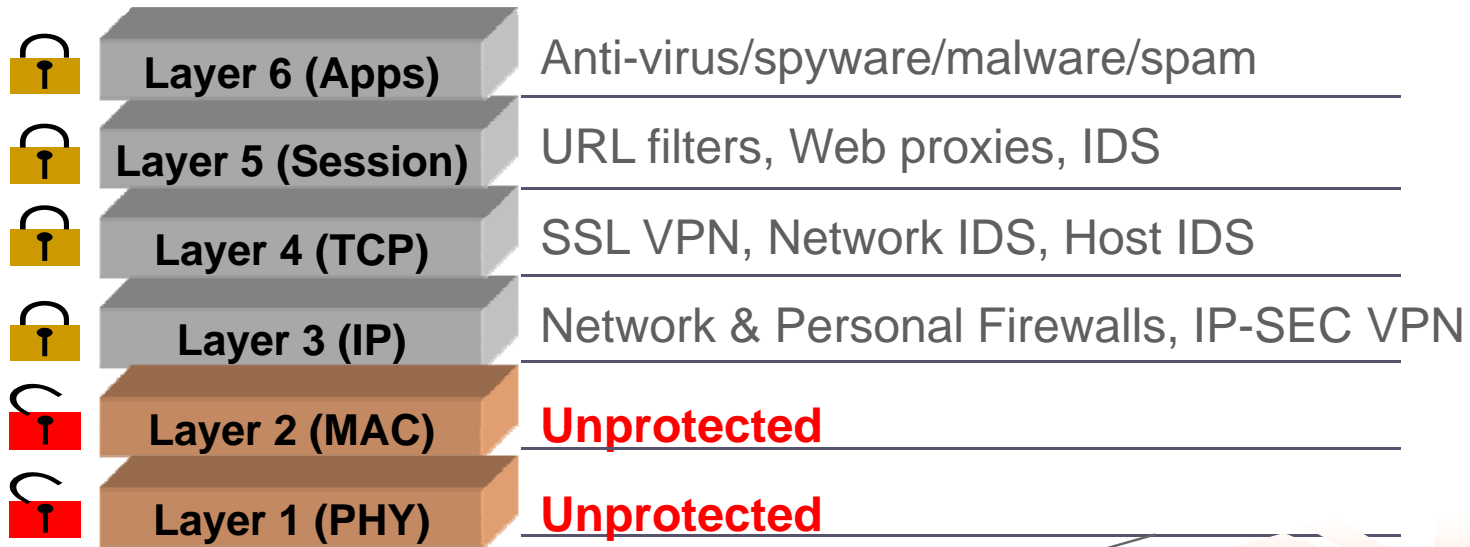 Layer 6 (Apps) Anti-virus/spyware/malware/spam
Layer 5 (Session) URL filters, Web proxies, IDS
Layer 4 (TCP) SSL VPN, Network IDS, Host IDS
Layer 3 (IP) Network & Personal Firewalls, IP-SEC VPN
Layer 2 (MAC) Unprotected
Layer 1 (PHY) Unprotected